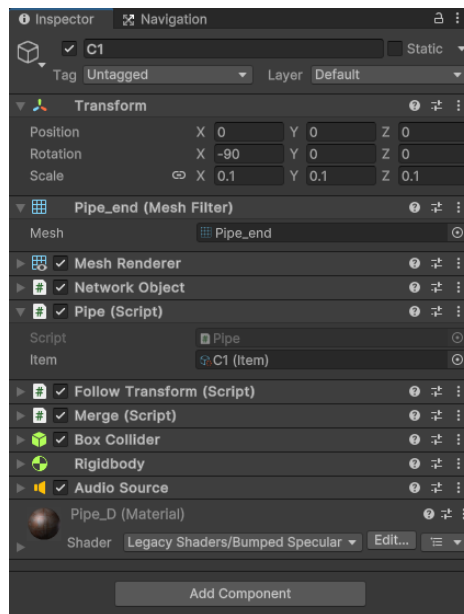 Inspector Navigation
C1 Static
Tag Untagged Layer Default
Transform
Position X 0 Y 0 Z 0
Rotation X -90 Y 0 Z 0
Scale X 0.1 Y 0.1 Z 0.1
Pipe_end (Mesh Filter)
Mesh Pipe_end
Mesh Renderer
# Network Object
# Pipe (Script)
Script Pipe
Item C1 (Item)
# Follow Transform (Script)
# Merge (Script)
Box Collider
Rigidbody
Audio Source
Pipe_D (Material)
Shader Legacy Shaders/Bumped Specular Edit...
Add Component